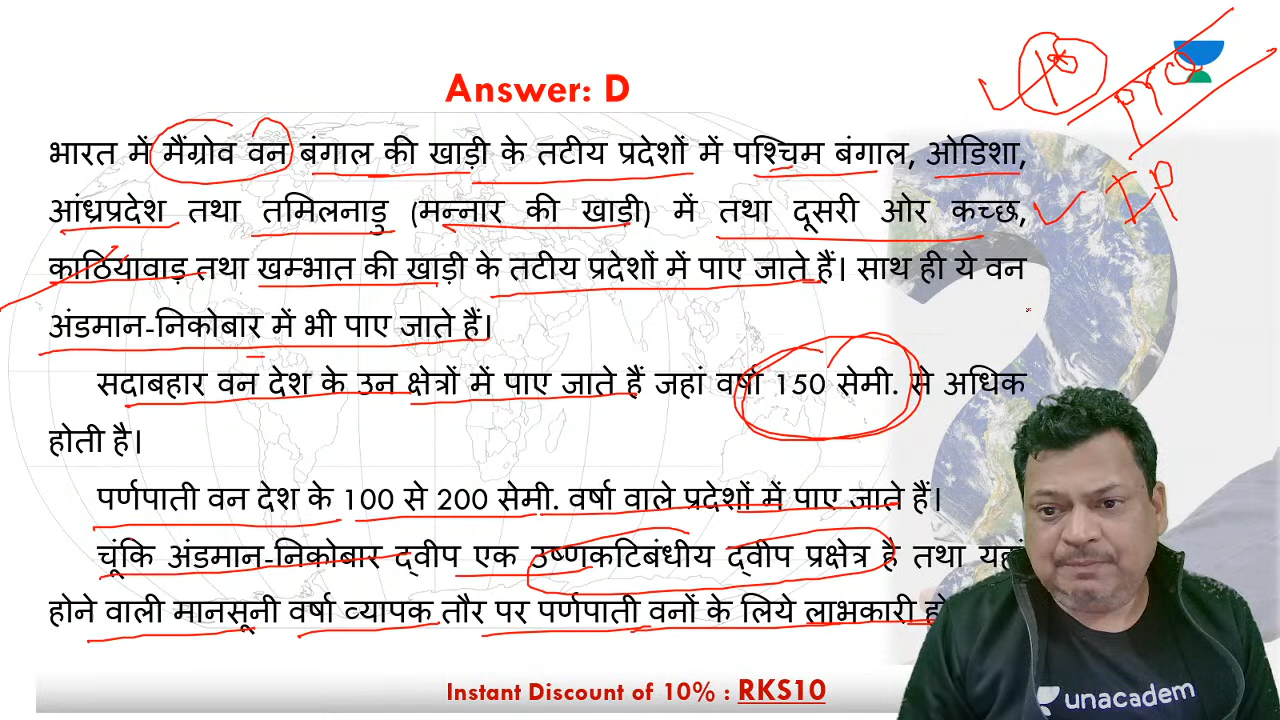 Answer: D
भारत में मैंग्रोव वन बंगाल की खाड़ी के तटीय प्रदेशों में पश्चिम बंगाल, ओडिशा,
आंध्रप्रदेश तथा तमिलनाडु (मन्नार की खाड़ी) में तथा दूसरी ओर कच्छ,
काठियावाड़ तथा खम्भात की खाड़ी के तटीय प्रदेशों में पाए जाते हैं। साथ ही ये वन
अंडमान-निकोबार में भी पाए जाते हैं।
सदाबहार वन देश के उन क्षेत्रों में पाए जाते हैं जहां वर्षा 150 सेमी. से अधिक
होती है।
पर्णपाती वन देश के 100 से 200 सेमी. वर्षा वाले प्रदेशों में पाए जाते हैं।
चूंकि अंडमान-निकोबार द्वीप एक उष्णकटिबंधीय द्वीप प्रक्षेत्र है तथा यहां
होने वाली मानसूनी वर्षा व्यापक तौर पर पर्णपाती वनों के लिये लाभकारी
Instant Discount of 10% : RKS10
unacademy